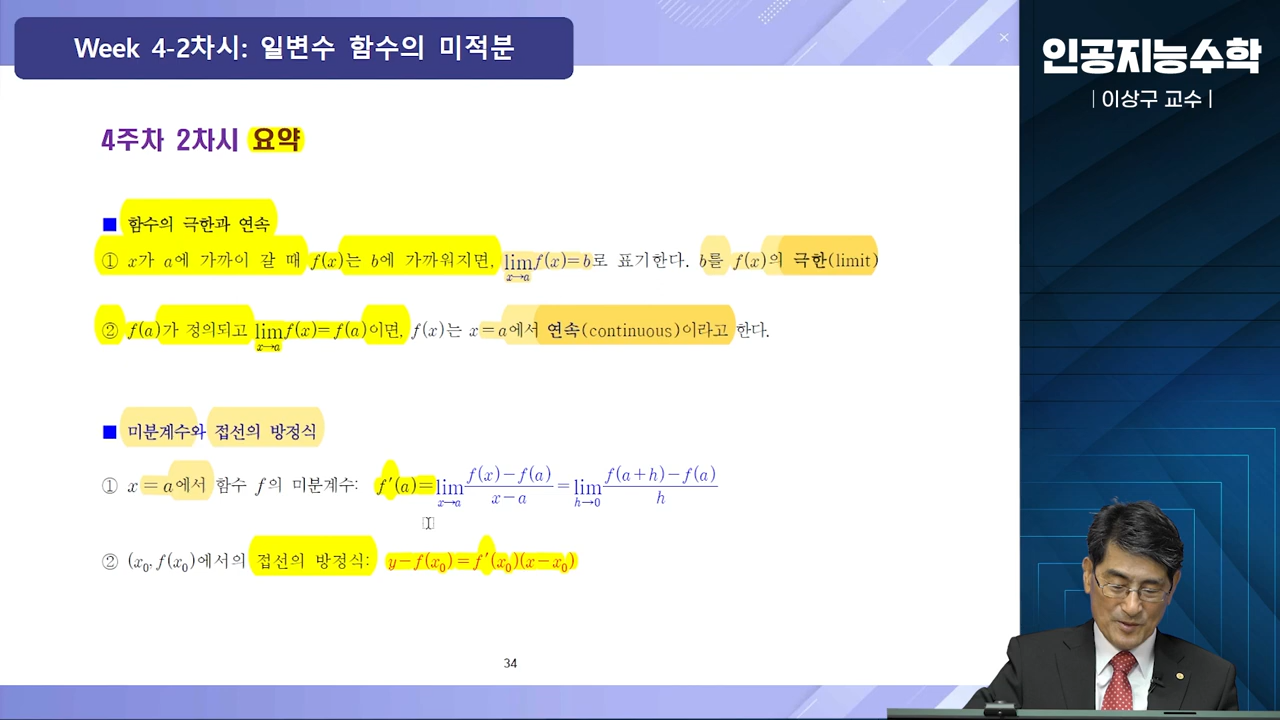 Week 4-2차시: 일변수 함수의 미적분
인공지능수학
| 이상구 교수 |
4주차 2차시 요약
■ 함수의 극한과 연속
① x가 a에 가까이 갈 때 f(x)는 b에 가까워지면, lim_{x→a} f(x)=b로 표기한다. b를 f(x)의 극한(limit)
② f(a)가 정의되고 lim_{x→a} f(x)=f(a)이면, f(x)는 x=a에서 연속(continuous)이라고 한다.
■ 미분계수와 접선의 방정식
① x=a에서 함수 f의 미분계수: f′(a)=lim_{x→a} (f(x)−f(a))/(x−a) = lim_{h→0} (f(a+h)−f(a))/h
② (x₀, f(x₀)에서의 접선의 방정식: y−f(x₀)=f′(x₀)(x−x₀)
34